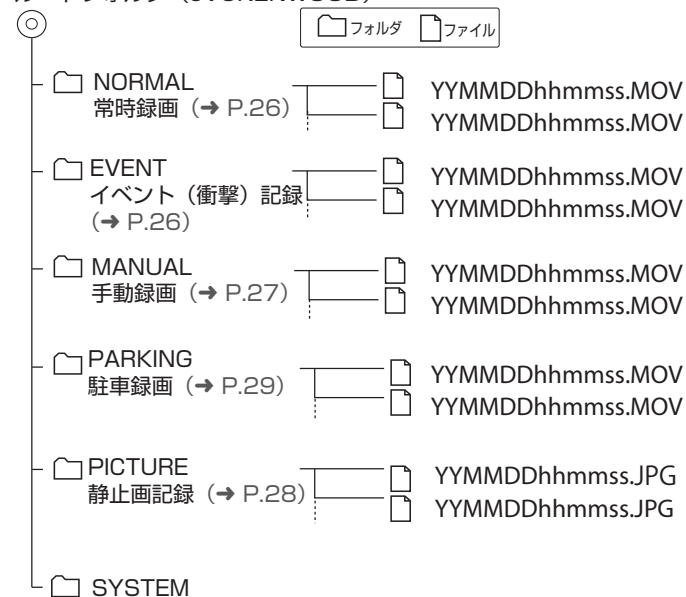 フォルダ ファイル
NORMAL
常時録画（➜ P.26）
YYMMDDhhmmss.MOV
YYMMDDhhmmss.MOV
EVENT
イベント（衝撃）記録
（➜ P.26）
YYMMDDhhmmss.MOV
YYMMDDhhmmss.MOV
MANUAL
手動録画（➜ P.27）
YYMMDDhhmmss.MOV
YYMMDDhhmmss.MOV
PARKING
駐車録画（➜ P.29）
YYMMDDhhmmss.MOV
YYMMDDhhmmss.MOV
PICTURE
静止画記録（➜ P.28）
YYMMDDhhmmss.JPG
YYMMDDhhmmss.JPG
SYSTEM